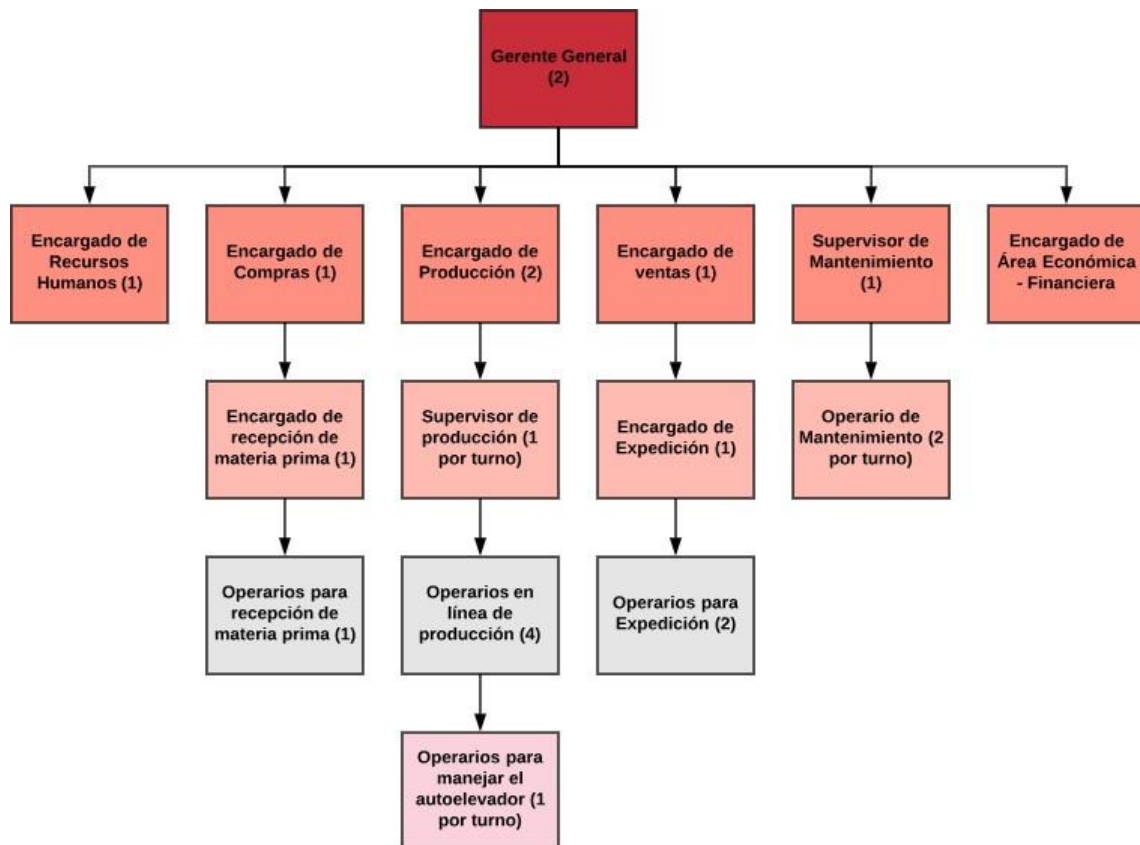 Gerente General
(2)
Encargado de
Recursos
Humanos (1)
Encargado de
Compras (1)
Encargado de
Producción (2)
Encargado de
ventas (1)
Supervisor de
Mantenimiento
(1)
Encargado de
Área Económica
- Financiera
Encargado de
recepción de
materia prima (1)
Supervisor de
producción (1
por turno)
Encargado de
Expedición (1)
Operario de
Mantenimiento (2
por turno)
Operarios para
recepción de
materia prima (1)
Operarios en
línea de
producción (4)
Operarios para
Expedición (2)
Operarios para
manejar el
autoelevador (1
por turno)